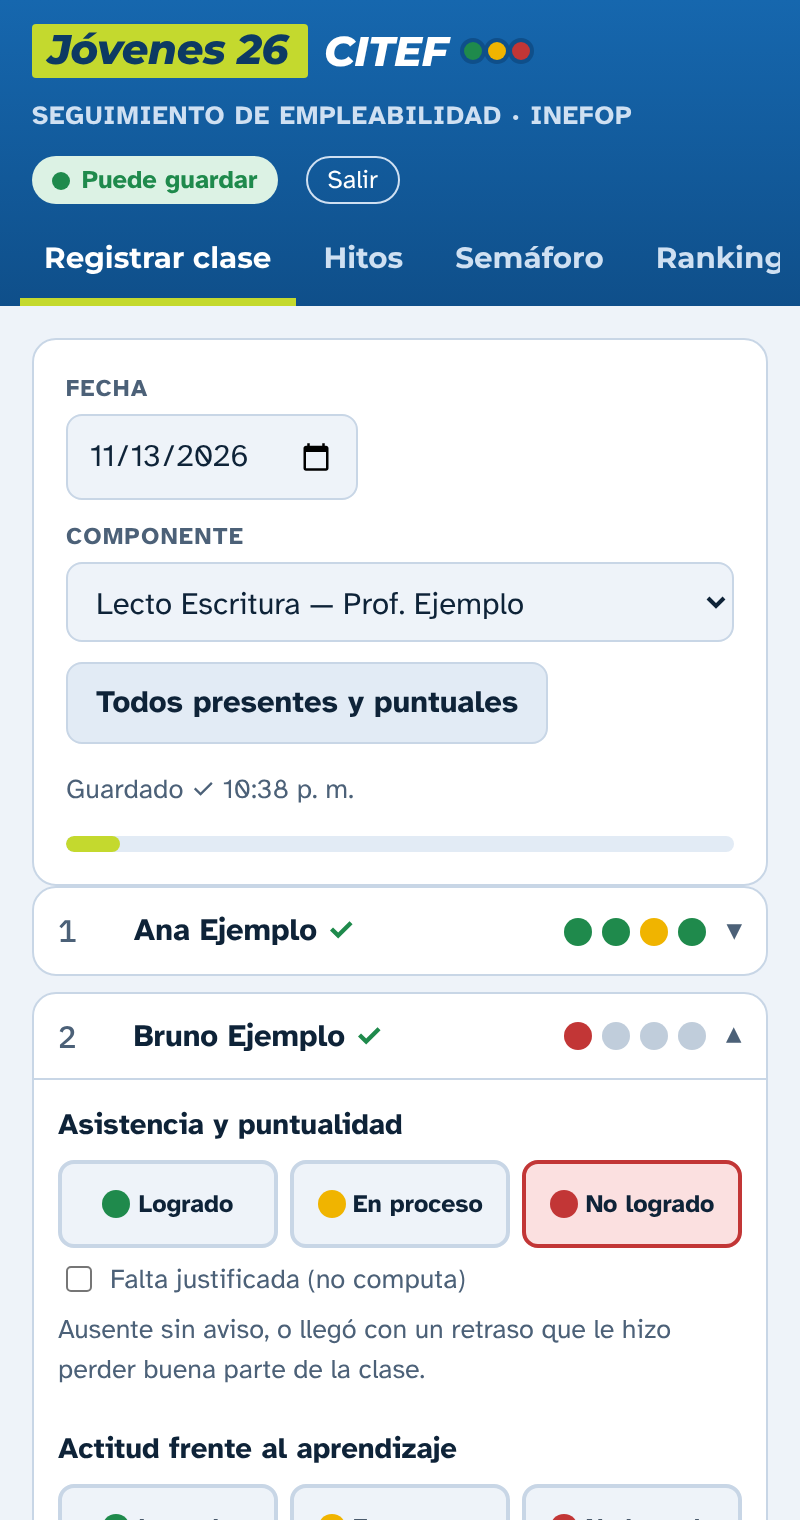 Jóvenes 26 CITEF
SEGUIMIENTO DE EMPLEABILIDAD · INEFOP
Puede guardar Salir
Registrar clase Hitos Semáforo Ranking
FECHA
11/13/2026
COMPONENTE
Lecto Escritura — Prof. Ejemplo
Todos presentes y puntuales
Guardado ✓ 10:38 p. m.
1 Ana Ejemplo ✓ ▼
2 Bruno Ejemplo ✓ ▲
Asistencia y puntualidad
Logrado En proceso No logrado
Falta justificada (no computa)
Ausente sin aviso, o llegó con un retraso que le hizo
perder buena parte de la clase.
Actitud frente al aprendizaje